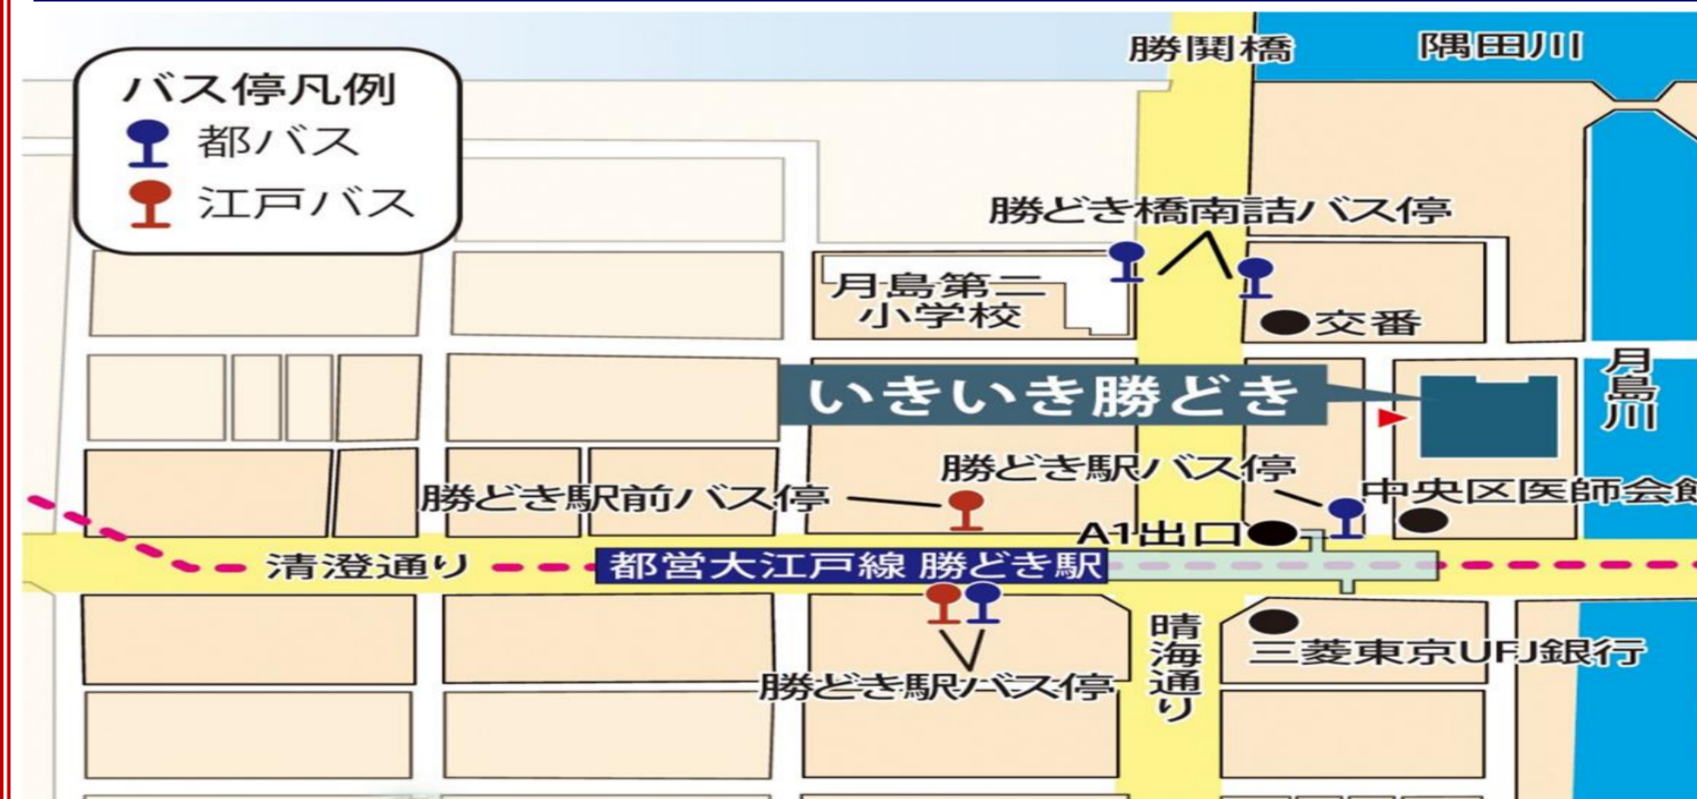 バス停凡例
都バス
江戸バス
勝鬨橋
隅田川
勝どき橋南詰バス停
月島第二
小学校
交番
いきいき勝どき
月島川
勝どき駅バス停
勝どき駅前バス停
中央区医師会館
A1出口
清澄通り
都営大江戸線 勝どき駅
晴海通り
三菱東京UFJ銀行
勝どき駅バス停